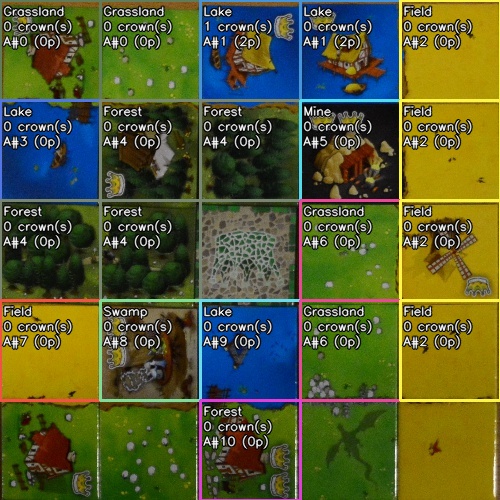 Grassland
0 crown(s)
A#0 (0p)
Grassland
0 crown(s)
A#0 (0p)
Lake
1 crown(s)
A#1 (2p)
Lake
0 crown(s)
A#1 (2p)
Field
0 crown(s)
A#2 (0p)
Lake
0 crown(s)
A#3 (0p)
Forest
0 crown(s)
A#4 (0p)
Forest
0 crown(s)
A#4 (0p)
Mine
0 crown(s)
A#5 (0p)
Field
0 crown(s)
A#2 (0p)
Forest
0 crown(s)
A#4 (0p)
Forest
0 crown(s)
A#4 (0p)
Grassland
0 crown(s)
A#6 (0p)
Field
0 crown(s)
A#2 (0p)
Field
0 crown(s)
A#7 (0p)
Swamp
0 crown(s)
A#8 (0p)
Lake
0 crown(s)
A#9 (0p)
Grassland
0 crown(s)
A#6 (0p)
Field
0 crown(s)
A#2 (0p)
Forest
0 crown(s)
A#10 (0p)